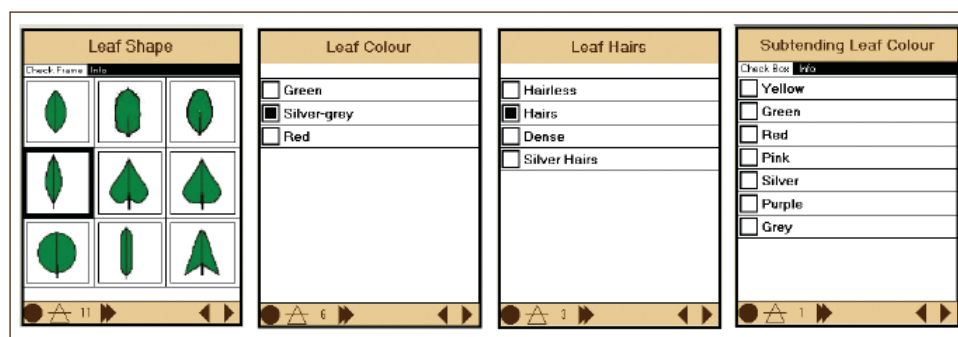 Leaf Shape
Check Frame Info
11
Leaf Colour
Green
Silver-grey
Red
6
Leaf Hairs
Hairless
Hairs
Dense
Silver Hairs
3
Subtending Leaf Colour
Check Box Info
Yellow
Green
Red
Pink
Silver
Purple
Grey
1